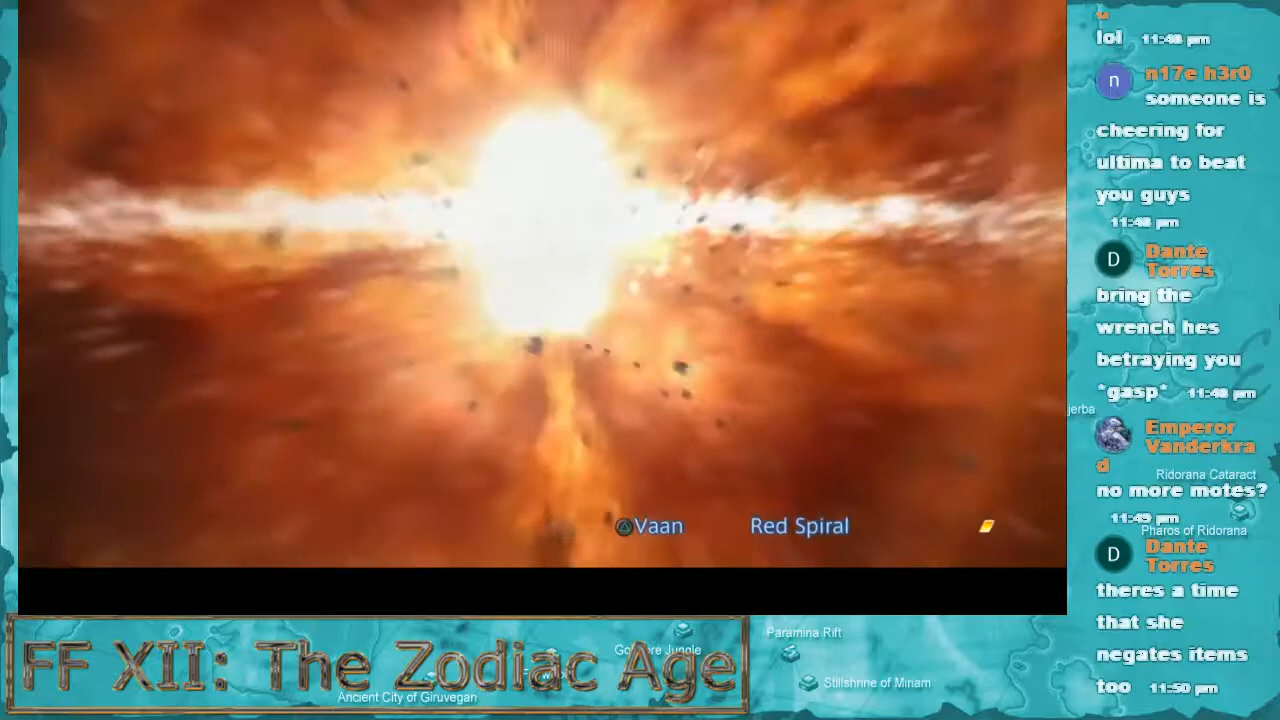 lol 11:48 pm
n n17e h3r0
someone is
cheering for
ultima to beat
you guys
11:48 pm
D Dante
Torres
bring the
wrench hes
betraying you
*gasp* 11:48 pm
jerba
Emperor
Vanderkra
d
Ridorana Cataract
no more motes?
11:49 pm
Pharos of Ridorana
D Dante
Torres
theres a time
that she
negates items
too 11:50 pm
Vaan Red Spiral
FF XII: The Zodiac Age
Paramina Rift
Jungle
Stillshrine of Miriam
Ancient City of Giruvegan